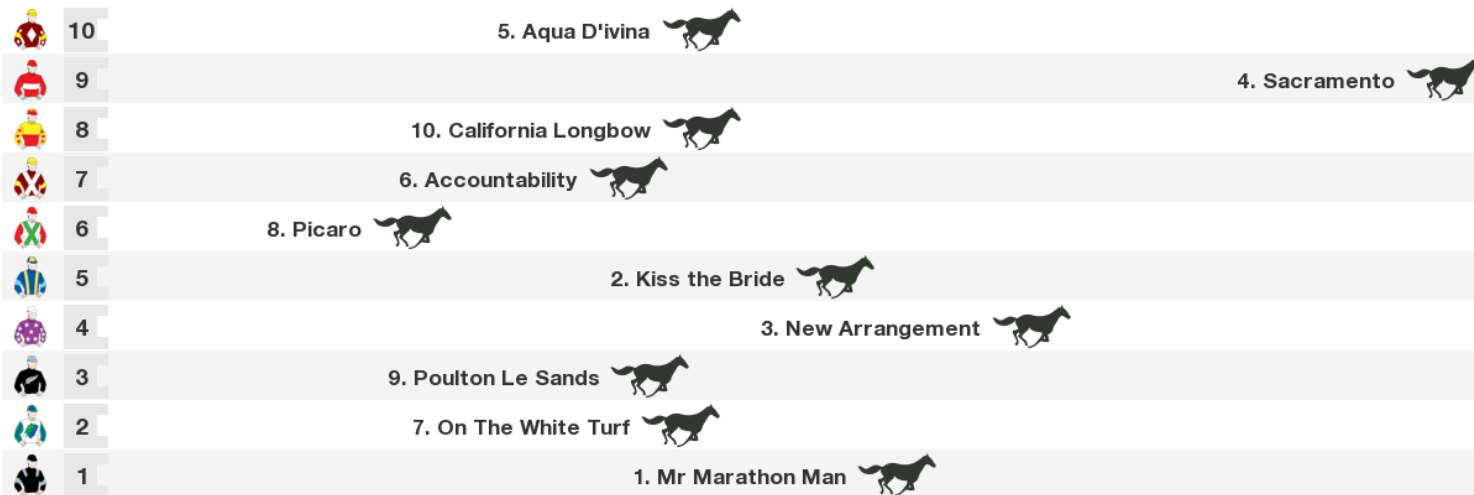 10 5. Aqua D'ivina
9 4. Sacramento
8 10. California Longbow
7 6. Accountability
6 8. Picaro
5 2. Kiss the Bride
4 3. New Arrangement
3 9. Poulton Le Sands
2 7. On The White Turf
1 1. Mr Marathon Man